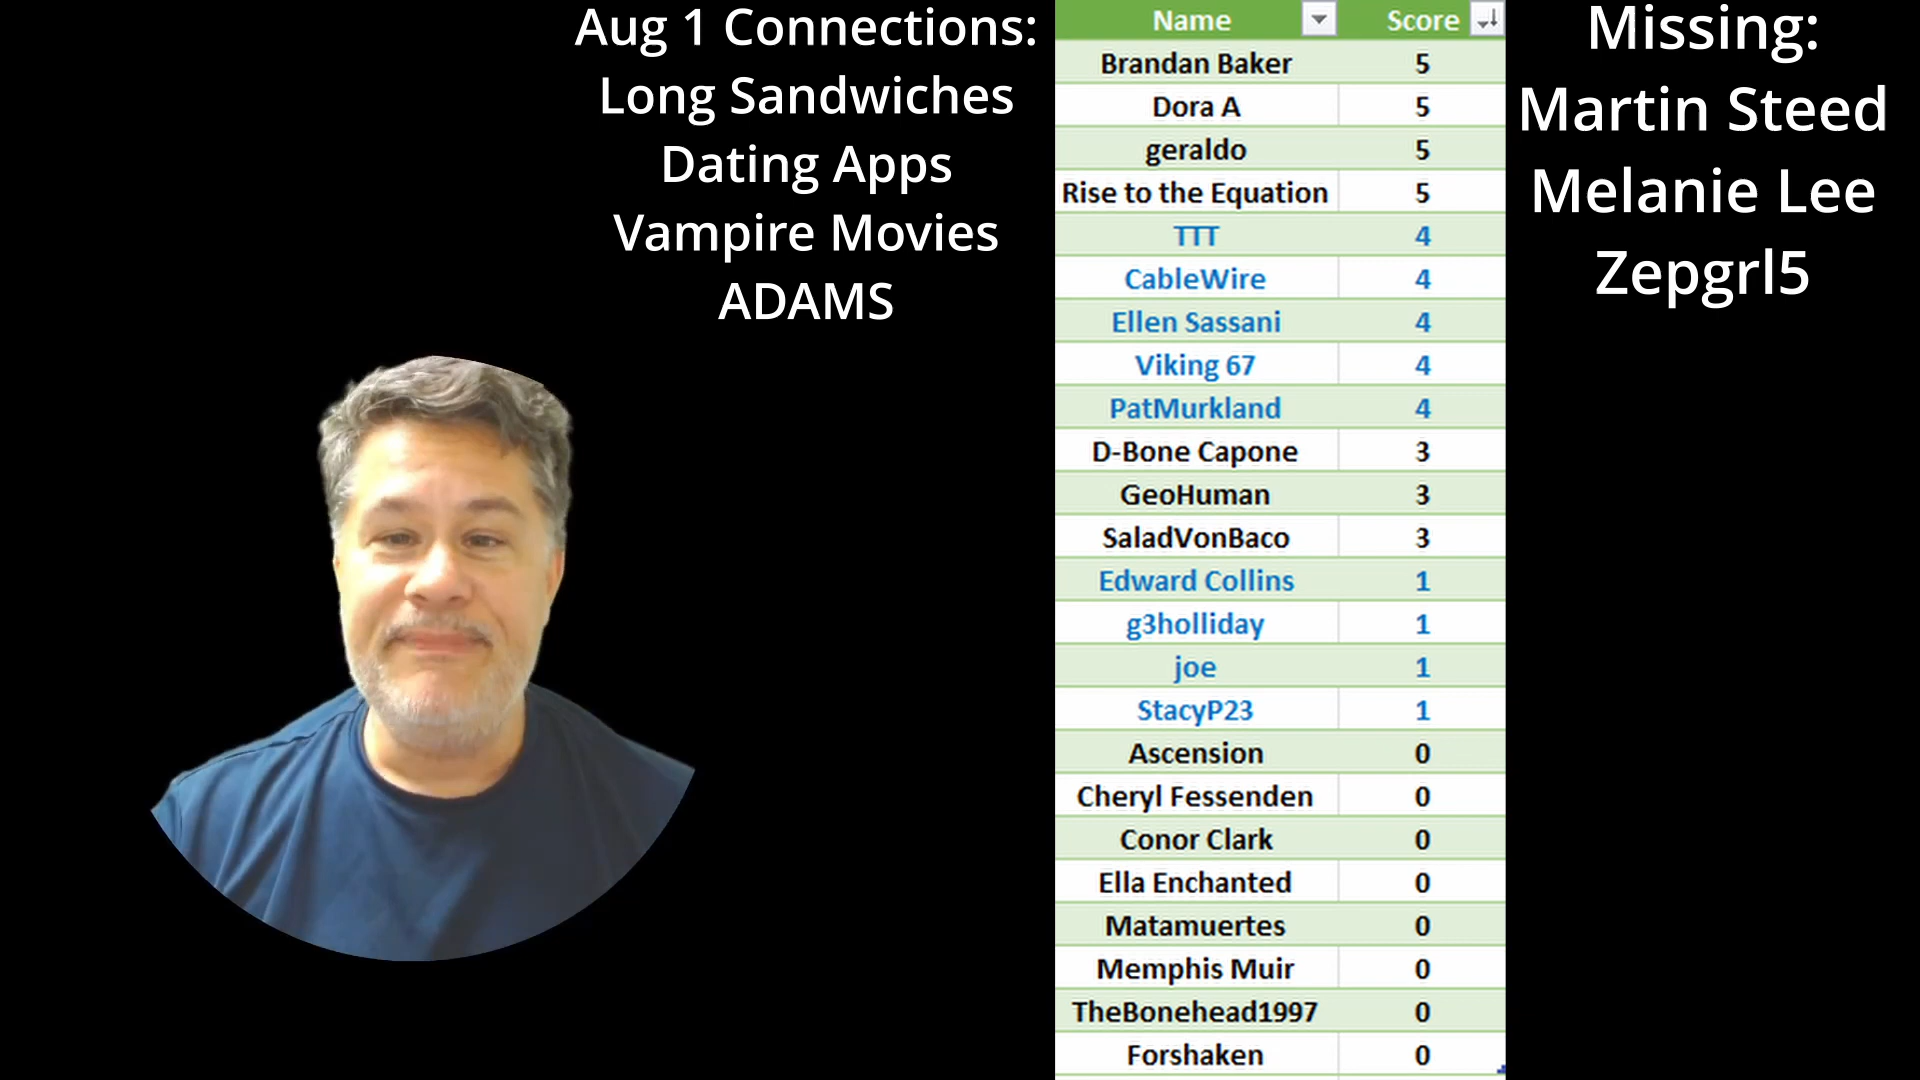 Aug 1 Connections:
Long Sandwiches
Dating Apps
Vampire Movies
ADAMS
Name Score
Brandan Baker 5
Dora A 5
geraldo 5
Rise to the Equation 5
TTT 4
CableWire 4
Ellen Sassani 4
Viking 67 4
PatMurkland 4
D-Bone Capone 3
GeoHuman 3
SaladVonBaco 3
Edward Collins 1
g3holliday 1
joe 1
StacyP23 1
Ascension 0
Cheryl Fessenden 0
Conor Clark 0
Ella Enchanted 0
Matamuertes 0
Memphis Muir 0
TheBonehead1997 0
Forshaken 0
Missing:
Martin Steed
Melanie Lee
Zepgrl5